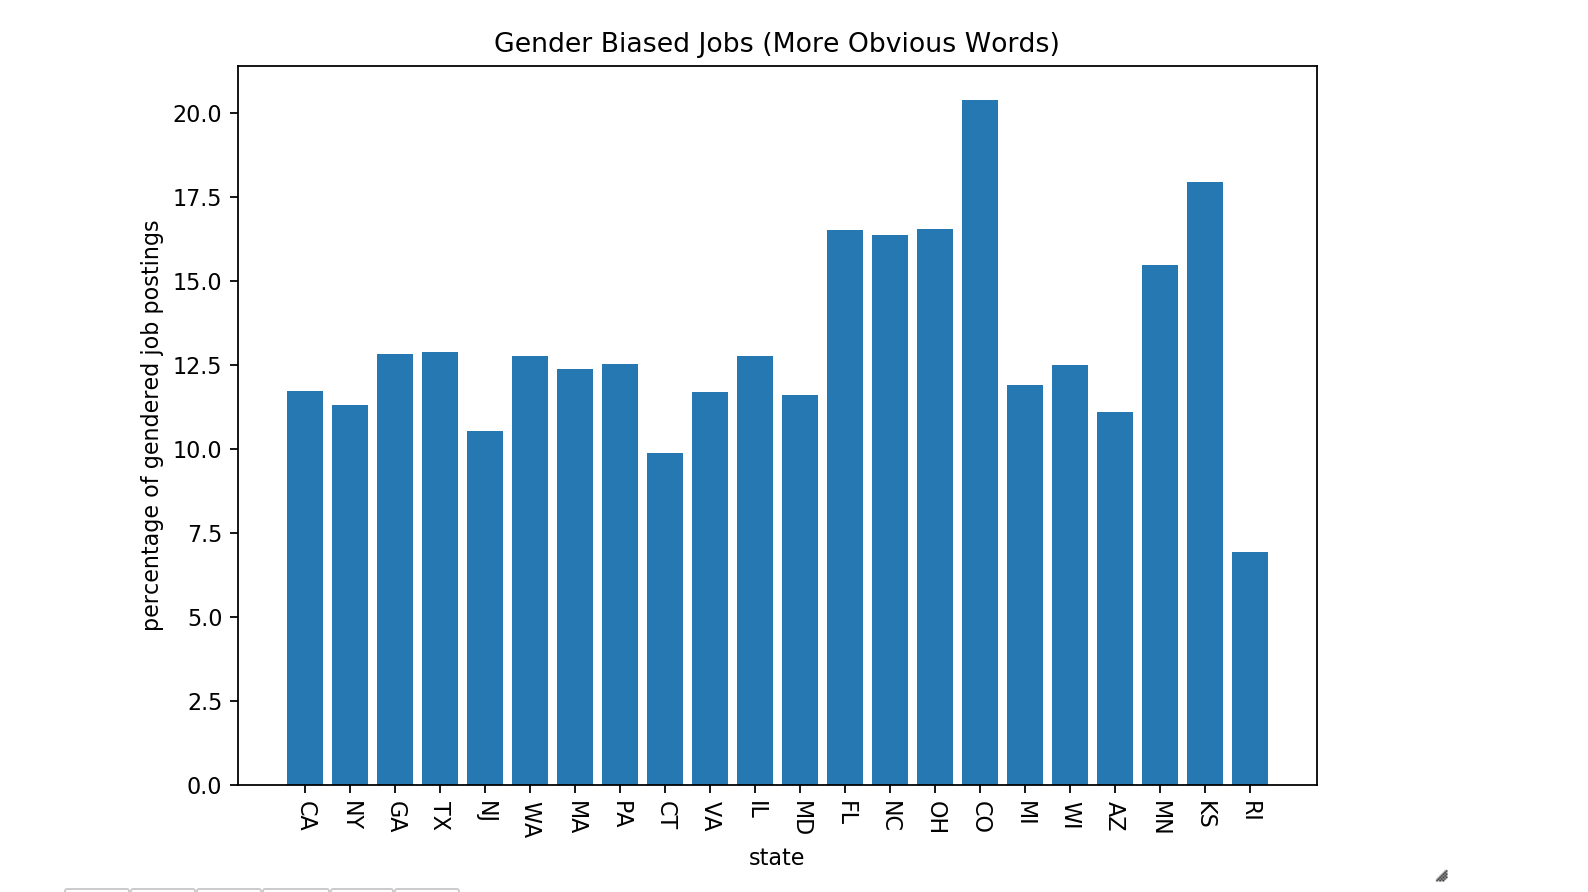 Gender Biased Jobs (More Obvious Words)
percentage of gendered job postings
20.0
17.5
15.0
12.5
10.0
7.5
5.0
2.5
0.0
CA NY GA TX NJ WA MA PA CT VA IL MD FL NC OH CO MI WI AZ MN KS RI
state